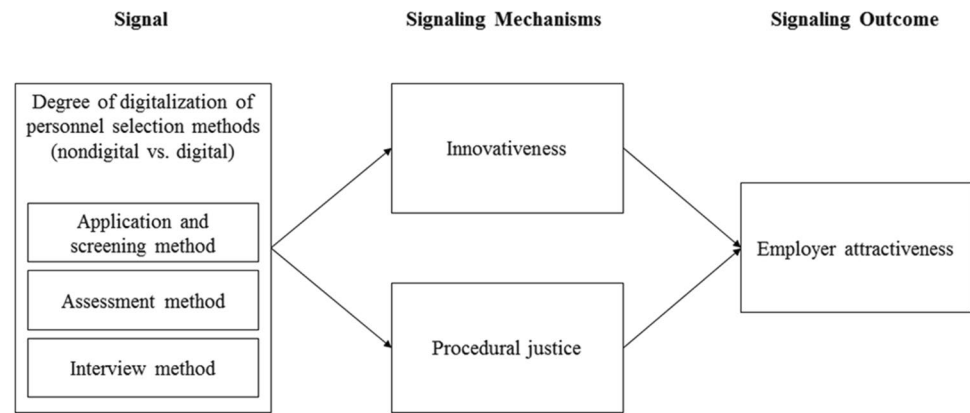 Signal
Signaling Mechanisms
Signaling Outcome
Degree of digitalization of
personnel selection methods
(nondigital vs. digital)
Application and
screening method
Assessment method
Interview method
Innovativeness
Procedural justice
Employer attractiveness